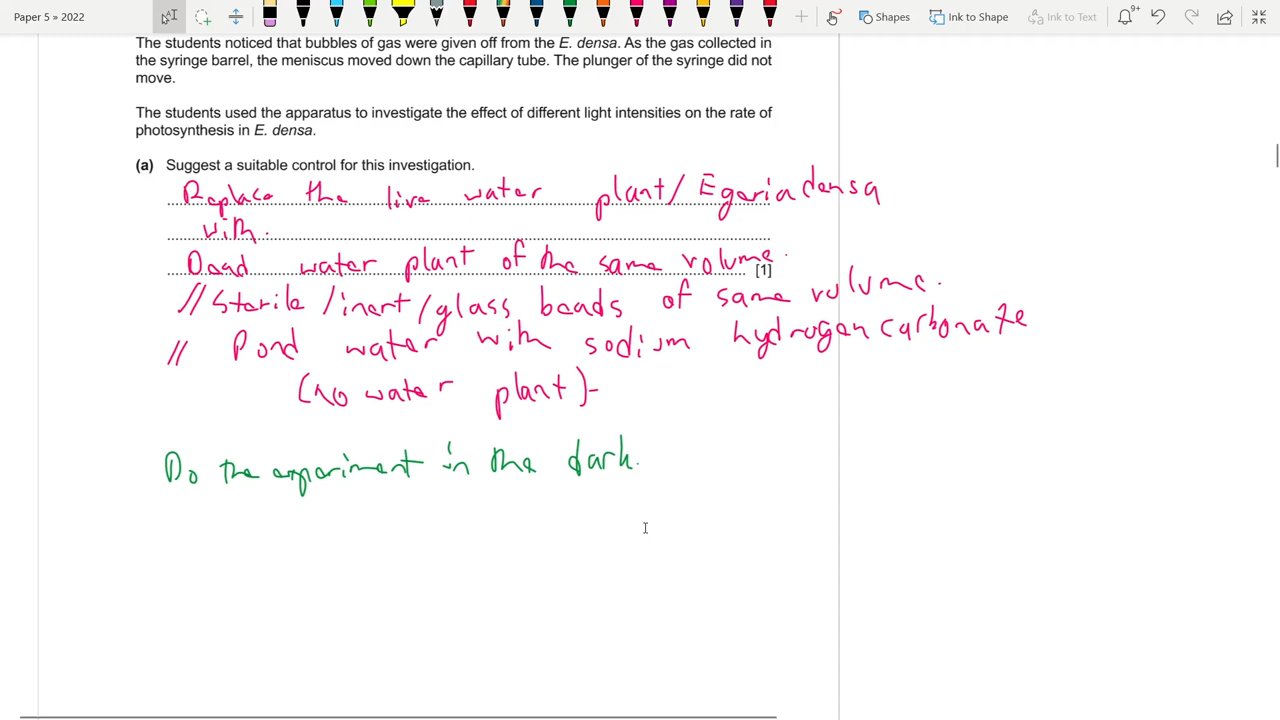 Paper 5 » 2022
Shapes
Ink to Shape
Ink to Text
9+
The students noticed that bubbles of gas were given off from the E. densa. As the gas collected in
the syringe barrel, the meniscus moved down the capillary tube. The plunger of the syringe did not
move.
The students used the apparatus to investigate the effect of different light intensities on the rate of
photosynthesis in E. densa.
(a) Suggest a suitable control for this investigation.
Replace the live water plant/ Egeria densa
with.
Dead water plant of the same volume.
[1]
// Sterile /inert/glass beads of same volume.
// Pond water with sodium hydrogencarbonate
(no water plant)-
Do the experiment in the dark.